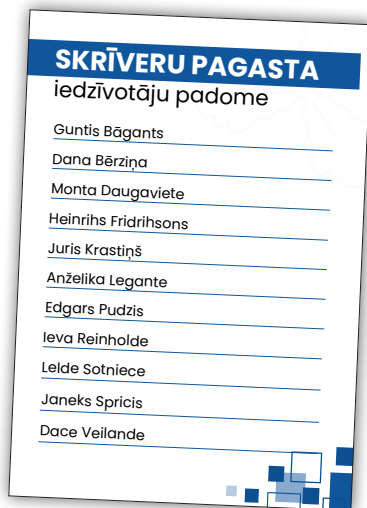 SKRĪVERU PAGASTA
iedzīvotāju padome
Guntis Bāgants
Dana Bērziņa
Monta Daugaviete
Heinrihs Fridrihsons
Juris Krastiņš
Anželika Legante
Edgars Pudzis
Ieva Reinholde
Lelde Sotniece
Janeks Spricis
Dace Veilande